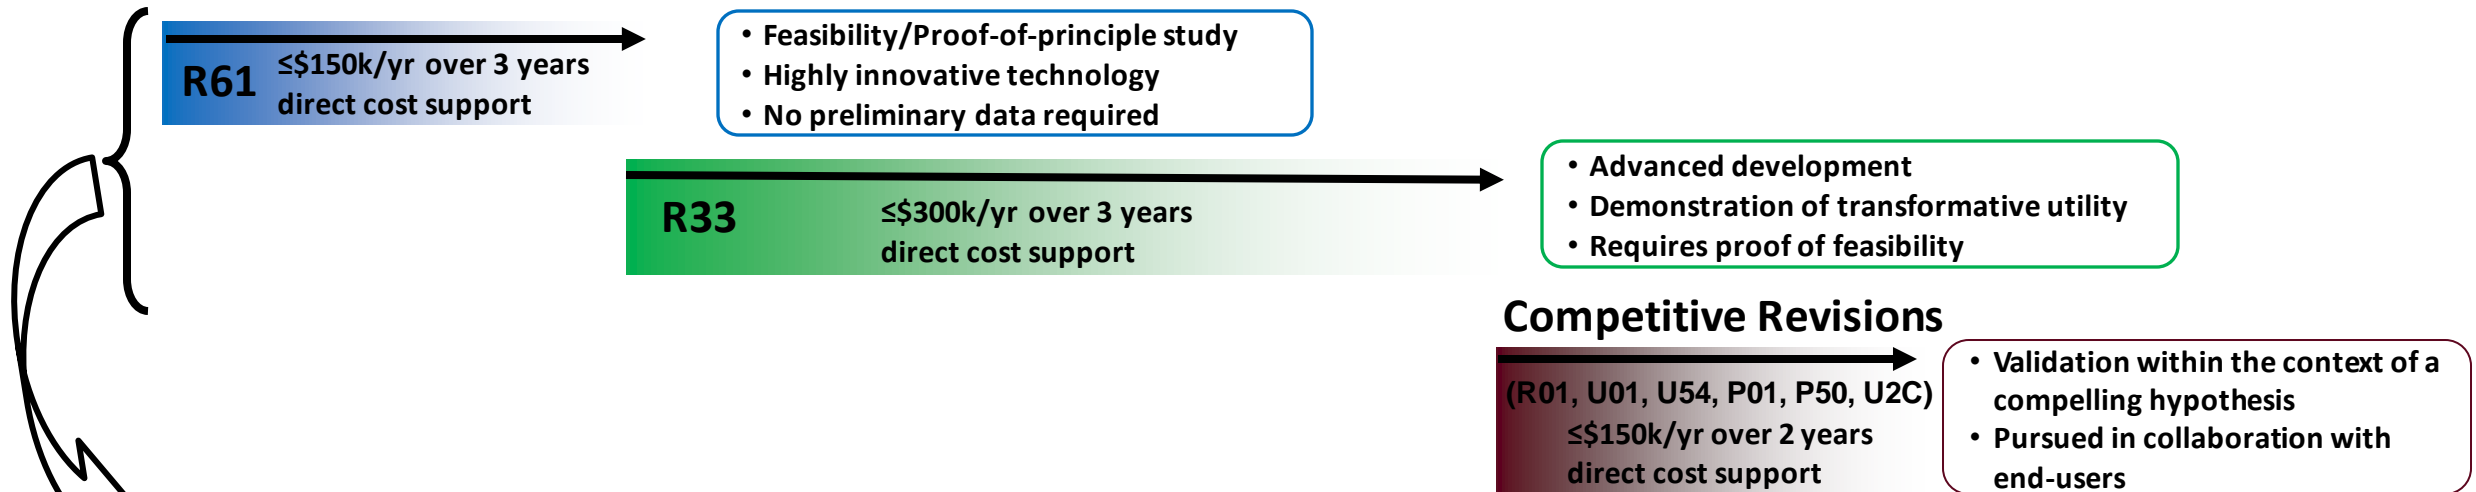 R61
≤$150k/yr over 3 years
direct cost support
• Feasibility/Proof-of-principle study
• Highly innovative technology
• No preliminary data required
R33
≤$300k/yr over 3 years
direct cost support
• Advanced development
• Demonstration of transformative utility
• Requires proof of feasibility
Competitive Revisions
(R01, U01, U54, P01, P50, U2C)
≤$150k/yr over 2 years
direct cost support
• Validation within the context of a
compelling hypothesis
• Pursued in collaboration with
end-users